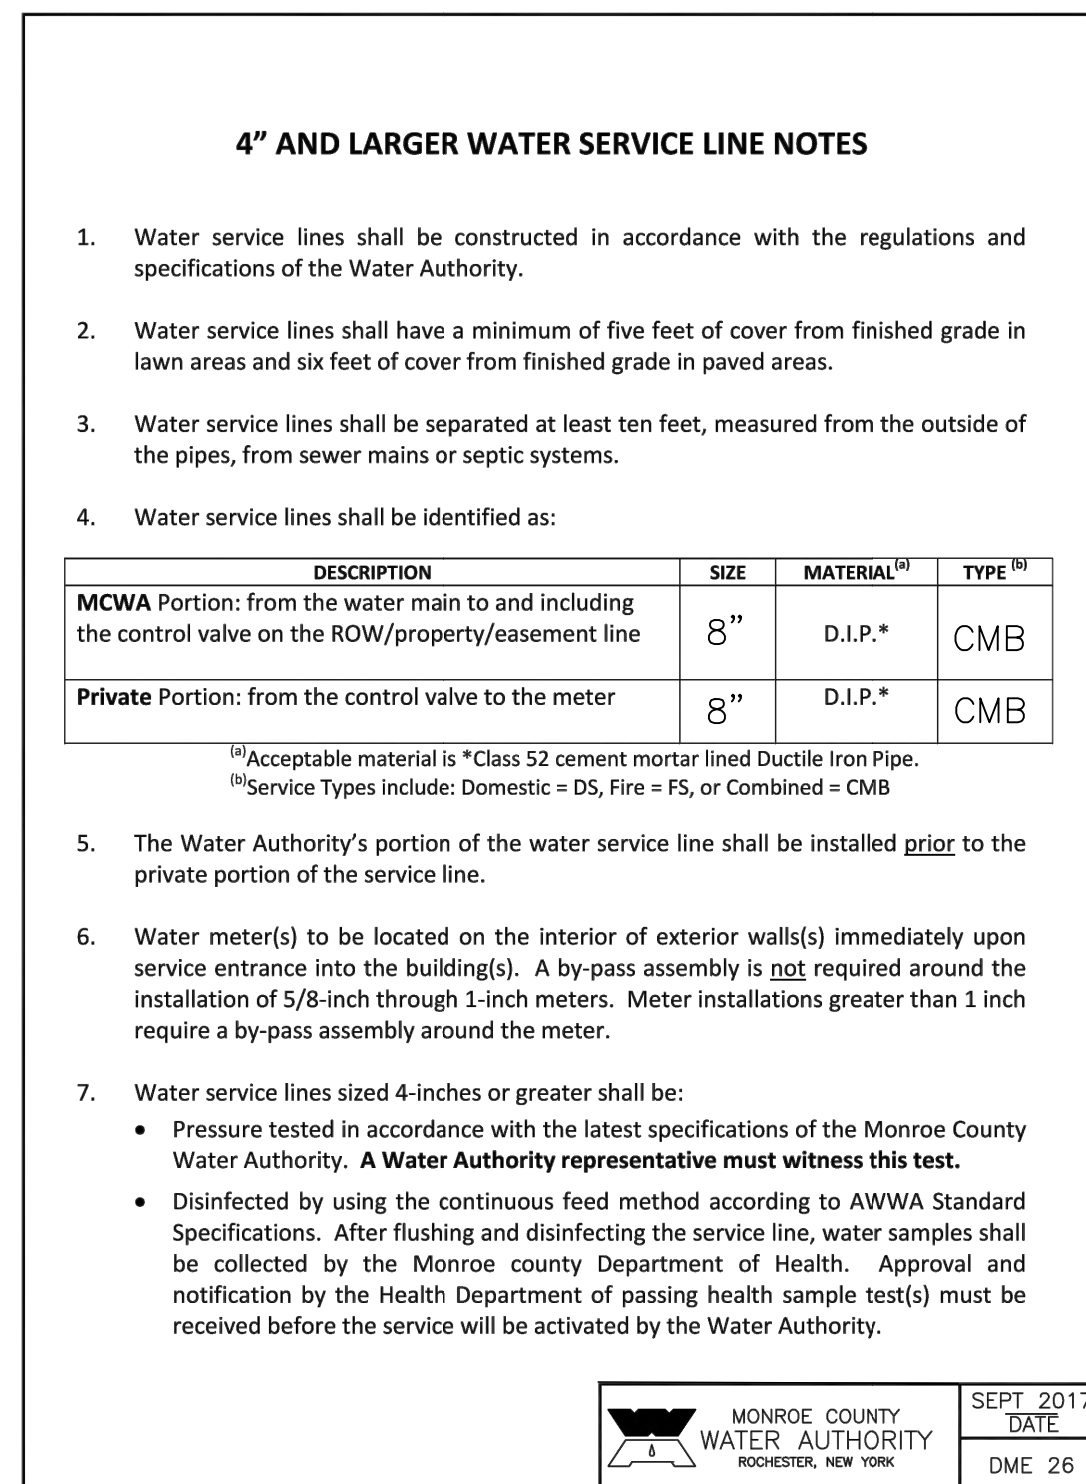 4” AND LARGER WATER SERVICE LINE NOTES
1. Water service lines shall be constructed in accordance with the regulations and
specifications of the Water Authority.
2. Water service lines shall have a minimum of five feet of cover from finished grade in
lawn areas and six feet of cover from finished grade in paved areas.
3. Water service lines shall be separated at least ten feet, measured from the outside of
the pipes, from sewer mains or septic systems.
4. Water service lines shall be identified as:
DESCRIPTION SIZE MATERIAL(a) TYPE (b)
MCWA Portion: from the water main to and including
the control valve on the ROW/property/easement line 8” D.I.P.* CMB
Private Portion: from the control valve to the meter 8” D.I.P.* CMB
(a)Acceptable material is *Class 52 cement mortar lined Ductile Iron Pipe.
(b)Service Types include: Domestic = DS, Fire = FS, or Combined = CMB
5. The Water Authority’s portion of the water service line shall be installed prior to the
private portion of the service line.
6. Water meter(s) to be located on the interior of exterior walls(s) immediately upon
service entrance into the building(s). A by-pass assembly is not required around the
installation of 5/8-inch through 1-inch meters. Meter installations greater than 1 inch
require a by-pass assembly around the meter.
7. Water service lines sized 4-inches or greater shall be:
• Pressure tested in accordance with the latest specifications of the Monroe County
Water Authority. A Water Authority representative must witness this test.
• Disinfected by using the continuous feed method according to AWWA Standard
Specifications. After flushing and disinfecting the service line, water samples shall
be collected by the Monroe county Department of Health. Approval and
notification by the Health Department of passing health sample test(s) must be
received before the service will be activated by the Water Authority.
MONROE COUNTY
WATER AUTHORITY
ROCHESTER, NEW YORK
SEPT 2017
DATE
DME 26